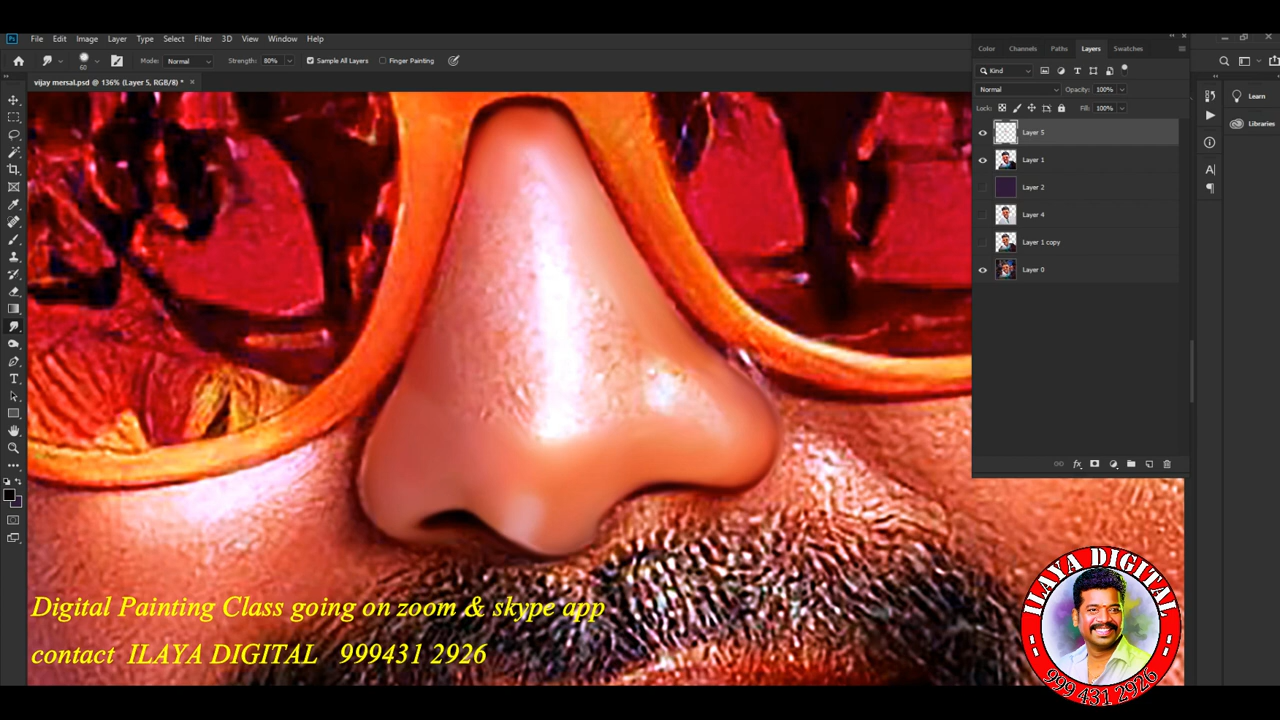 File Edit Image Layer Type Select Filter 3D View Window Help
60 Mode: Normal Strength: 80% Sample All Layers Finger Painting
vijay mersal.psd @ 136% (Layer 5, RGB/8) * ×
Color Channels Paths Layers Swatches
Kind
Normal Opacity: 100%
Lock: Fill: 100%
Layer 5
Layer 1
Layer 2
Layer 4
Layer 1 copy
Layer 0
Learn
Libraries
Digital Painting Class going on zoom & skype app
contact ILAYA DIGITAL 999431 2926
ILAYA DIGITAL
999 431 2926